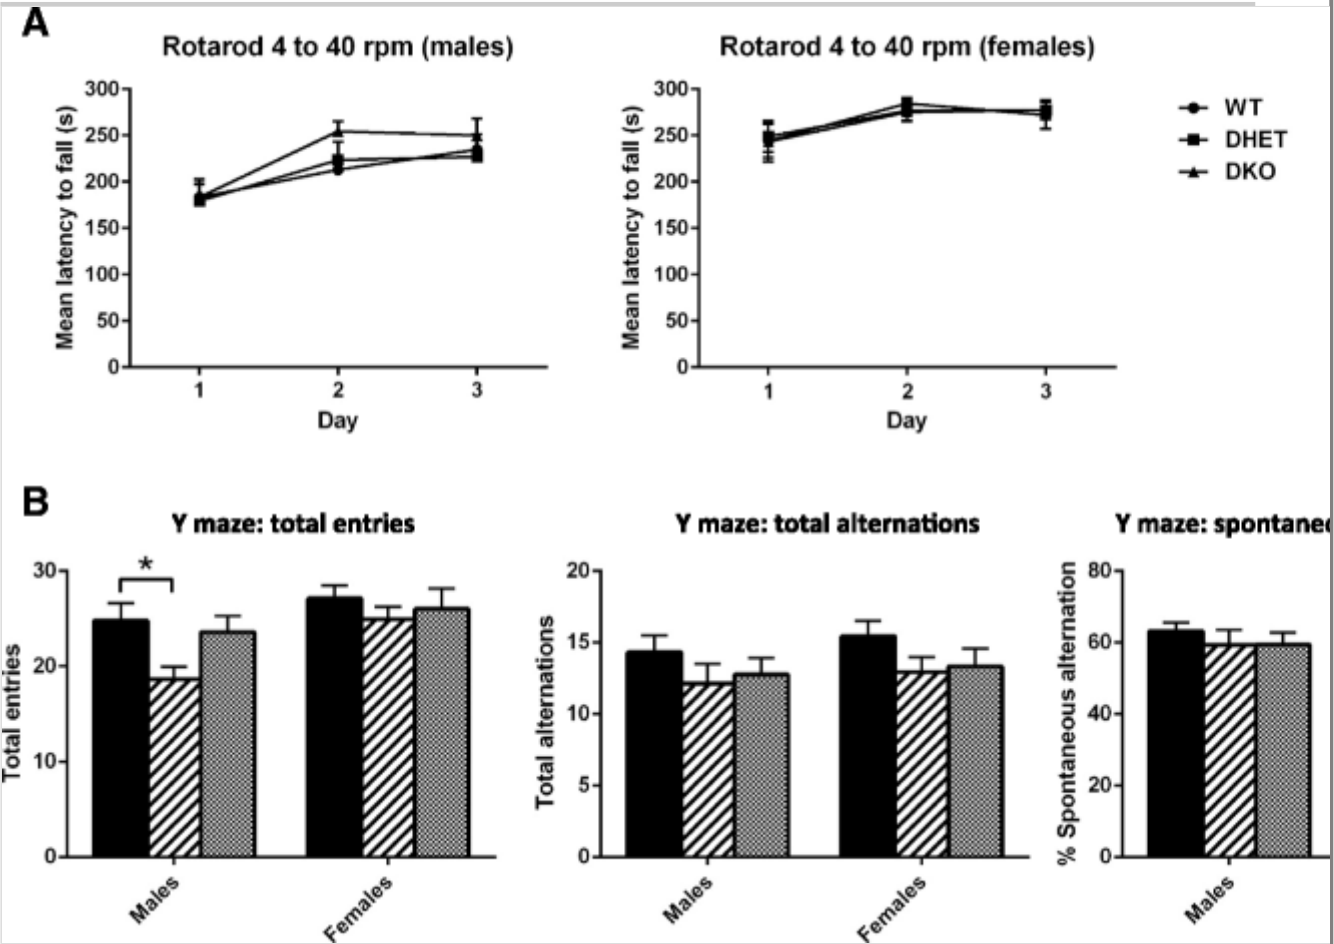 A
Rotarod 4 to 40 rpm (males)
Mean latency to fall (s)
300
250
200
150
100
50
0
1 2 3
Day
Rotarod 4 to 40 rpm (females)
Mean latency to fall (s)
300
250
200
150
100
50
0
1 2 3
Day
WT
DHET
DKO
B
Y maze: total entries
Total entries
30
20
10
0
*
Males
Females
Y maze: total alternations
Total alternations
20
15
10
5
0
Males
Females
Y maze: spontaneo
% Spontaneous alternation
80
60
40
20
0
Males